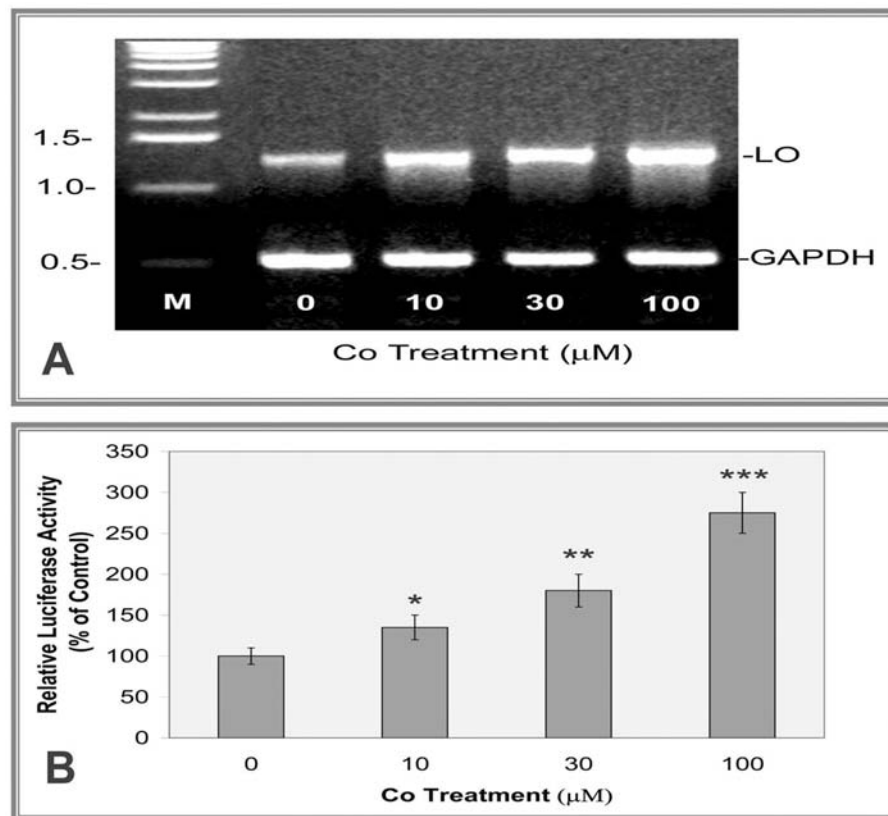 1.5-
-LO
1.0-
0.5-
-GAPDH
M 0 10 30 100
Co Treatment (μM)
A
350
300
250
200
150
100
50
0
Relative Luciferase Activity
(% of Control)
* ** ***
0 10 30 100
Co Treatment (μM)
B